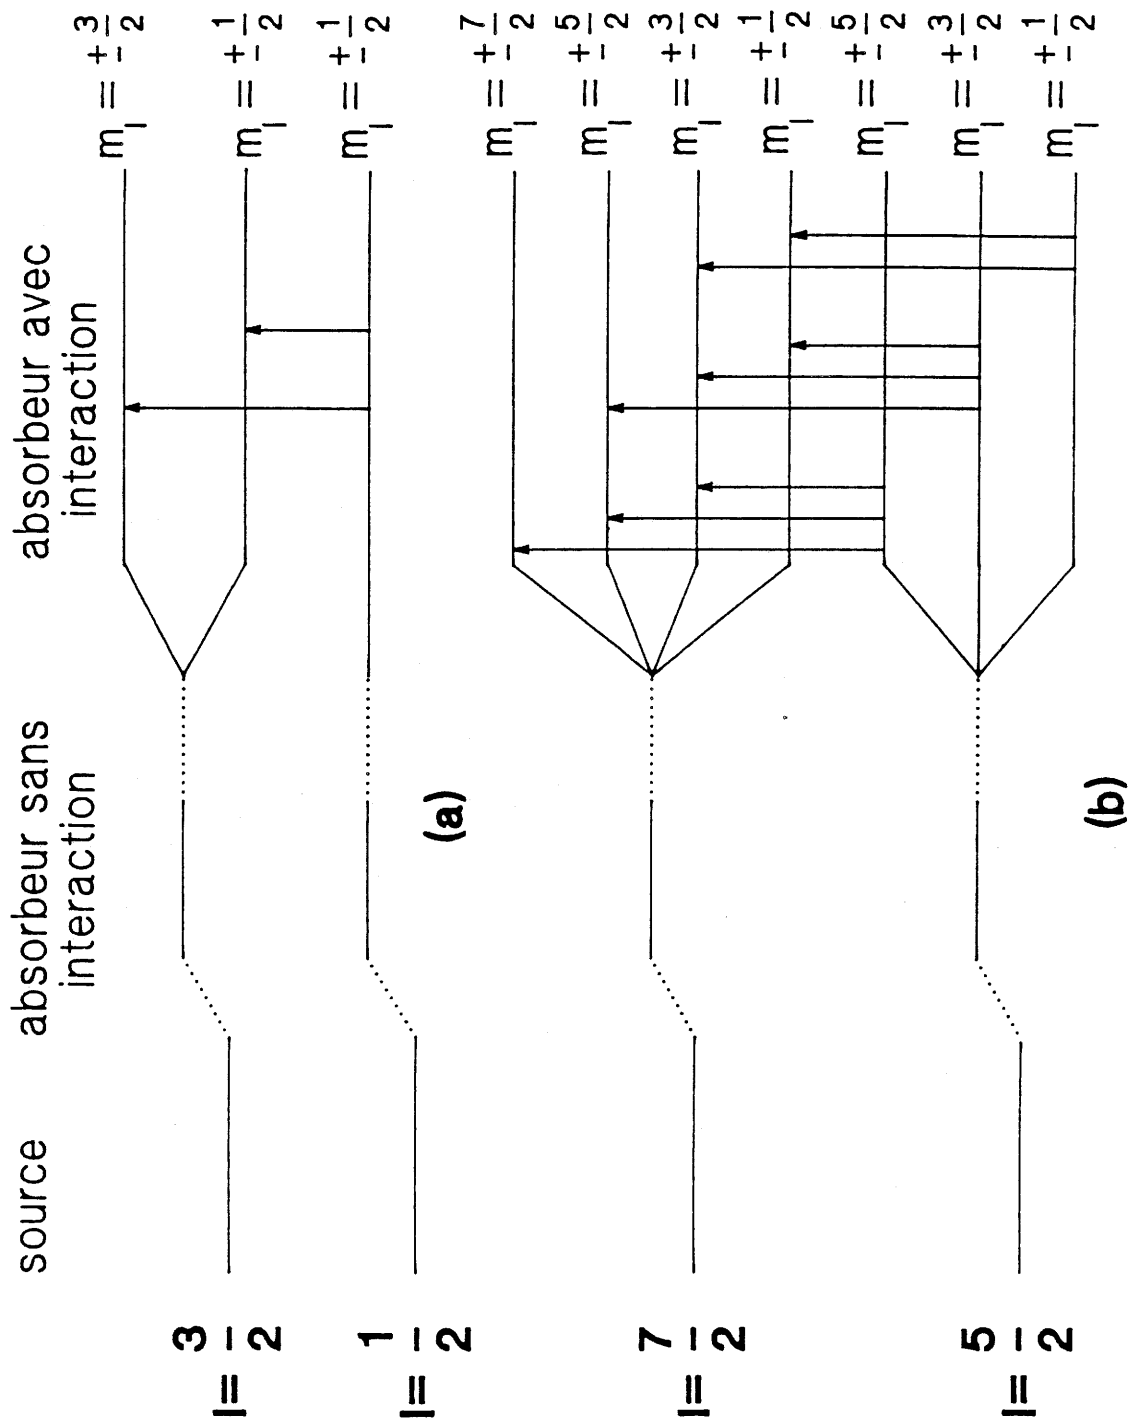 source
absorbeur sans
interaction
absorbeur avec
interaction
I= 3/2
I= 1/2
m_I = ± 3/2
m_I = ± 1/2
m_I = ± 1/2
(a)
I= 7/2
I= 5/2
m_I = ± 7/2
m_I = ± 5/2
m_I = ± 3/2
m_I = ± 1/2
m_I = ± 5/2
m_I = ± 3/2
m_I = ± 1/2
(b)